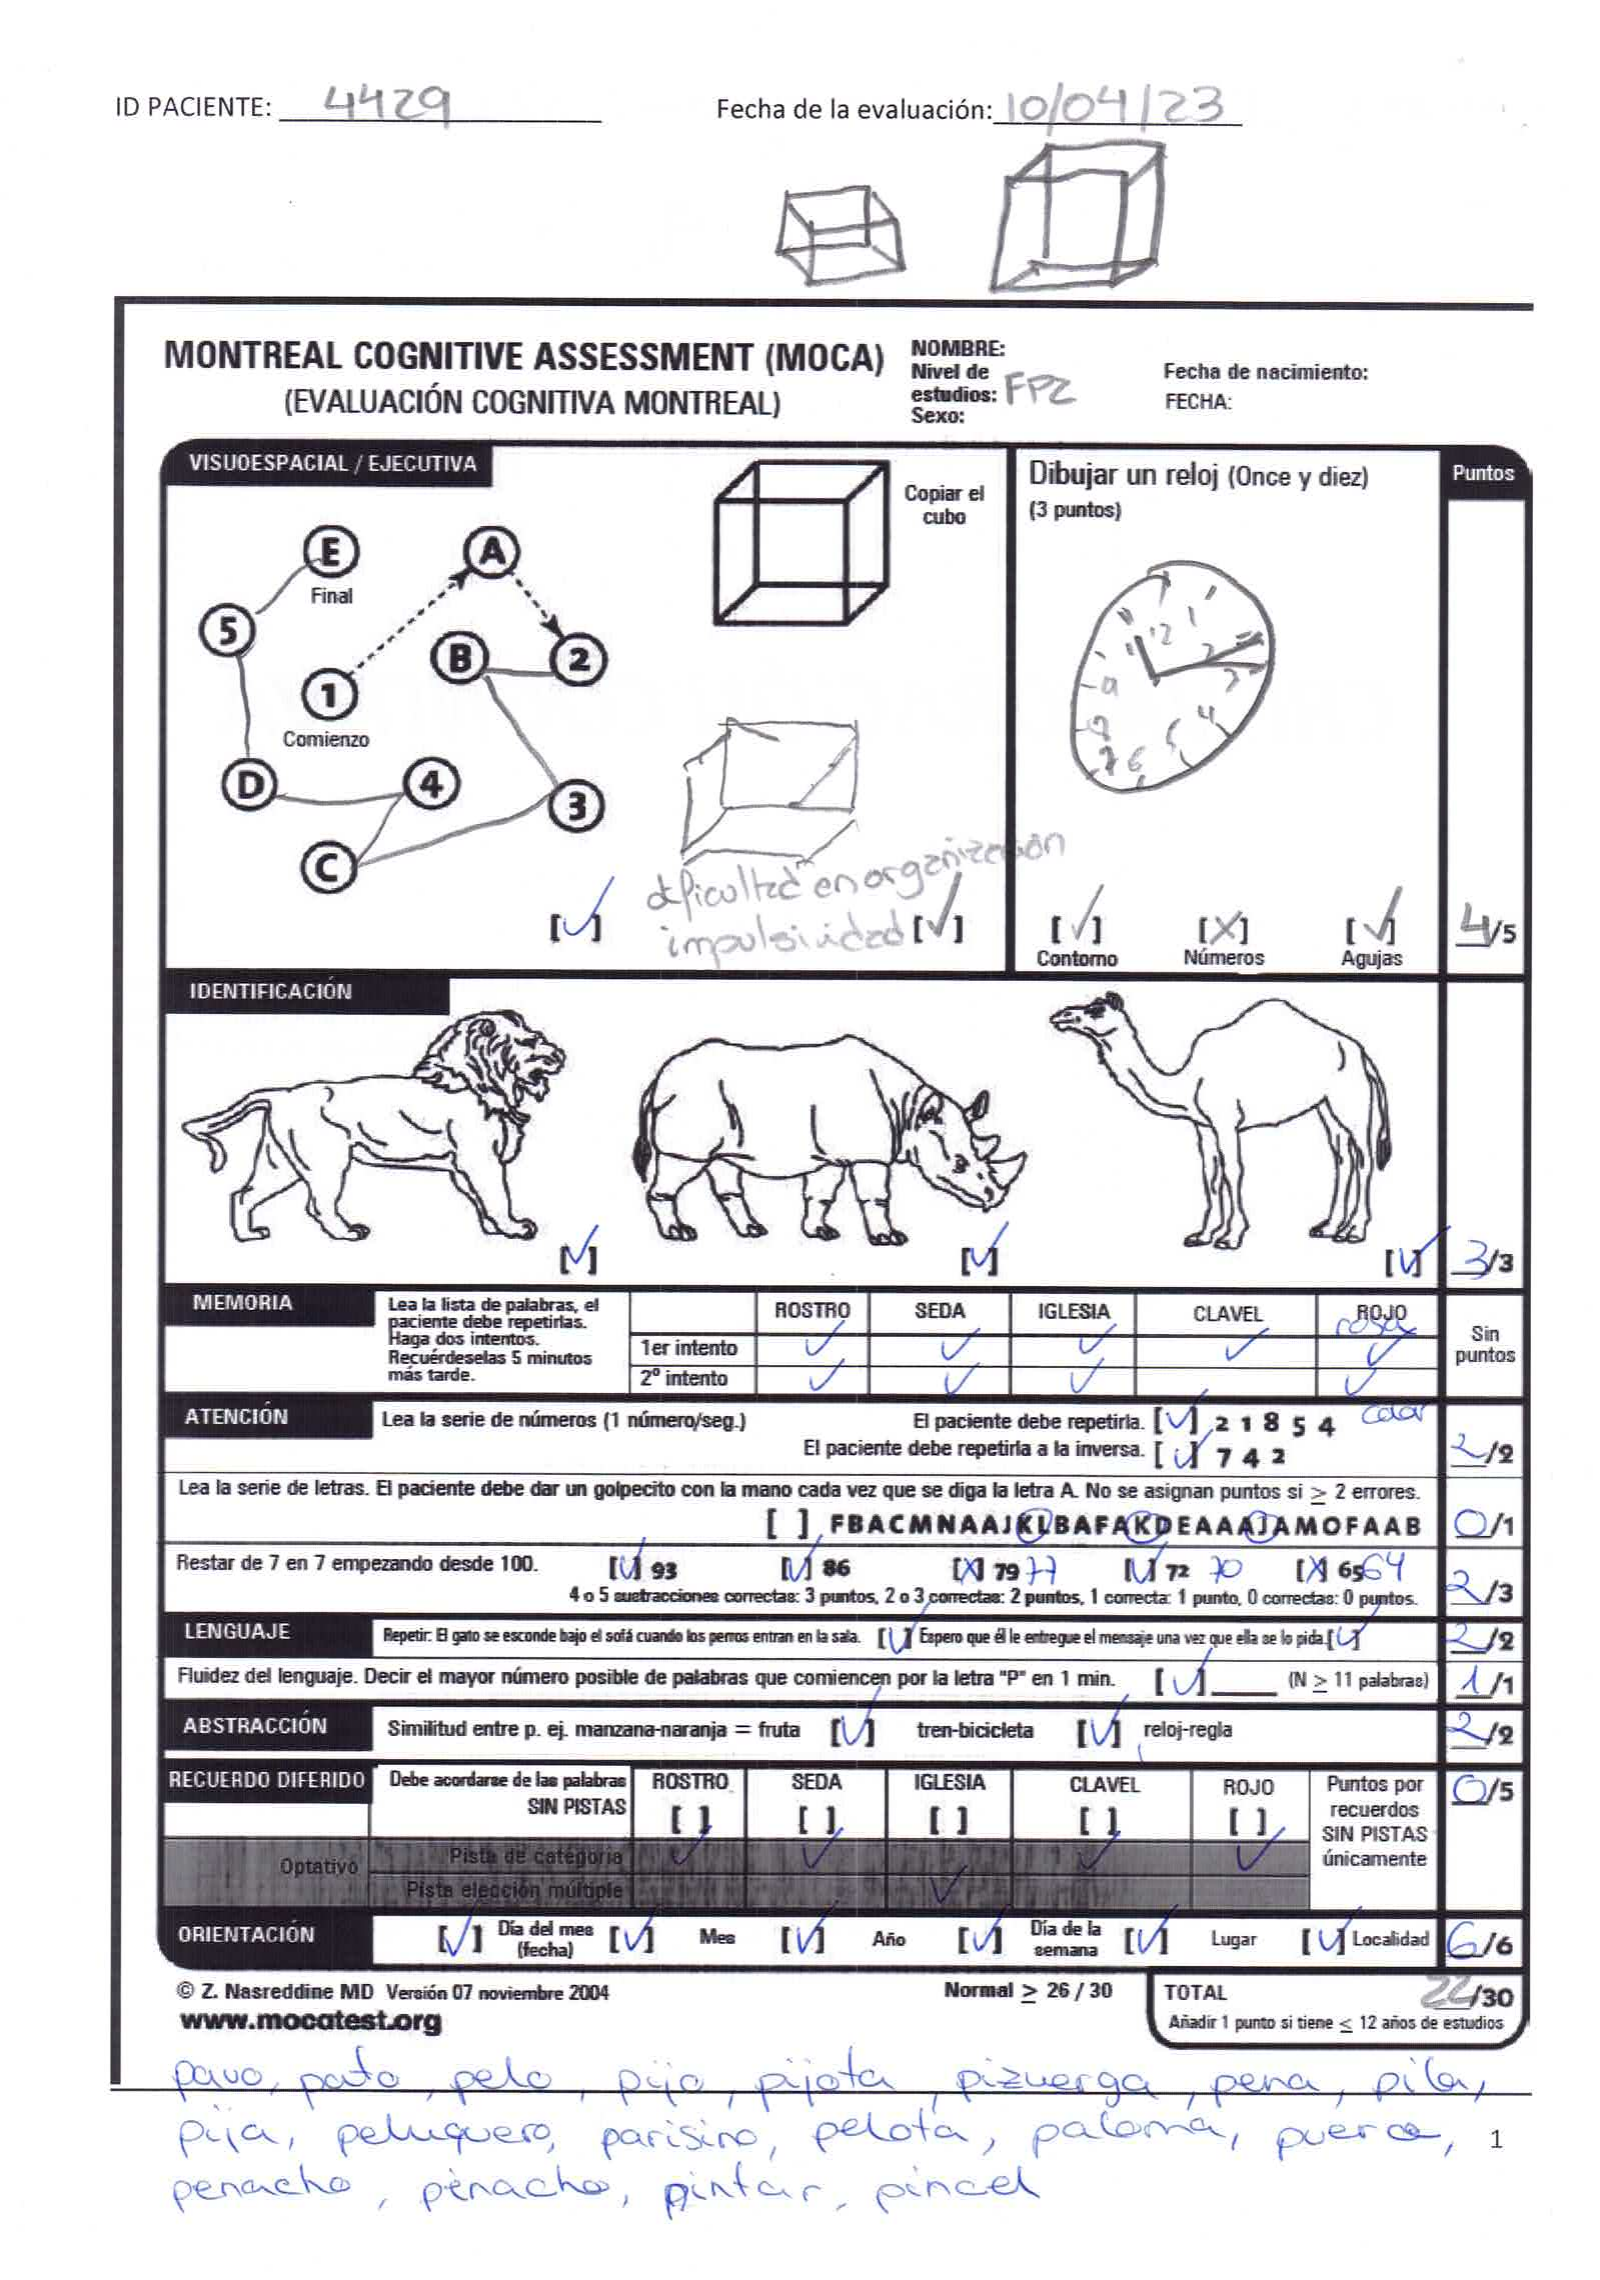 ID PACIENTE: 4429 Fecha de la evaluación: 10/04/23
MONTREAL COGNITIVE ASSESSMENT (MOCA)
(EVALUACIÓN COGNITIVA MONTREAL)
NOMBRE:
Nivel de estudios: FP2
Sexo:
Fecha de nacimiento:
FECHA:
VISUOESPACIAL / EJECUTIVA
E
Final
A
5
B
2
1
Comienzo
D
4
3
C
[✓]
Copiar el
cubo
dificultad en organización
impulsividad [✓]
Dibujar un reloj (Once y diez)
(3 puntos)
12 1
11 2
9 3
8 4
7 6 5
[✓] [X] [✓]
Contorno Números Agujas
Puntos
4/5
IDENTIFICACIÓN
[✓] [✓] [✓] 3/3
MEMORIA
Lea la lista de palabras, el
paciente debe repetirlas.
Haga dos intentos.
Recuérdeselas 5 minutos
más tarde.
ROSTRO SEDA IGLESIA CLAVEL ROJO
rosa
1er intento ✓ ✓ ✓ ✓ ✓
2º intento ✓ ✓ ✓ ✓
Sin
puntos
ATENCIÓN
Lea la serie de números (1 número/seg.) El paciente debe repetirla. [✓] 2 1 8 5 4
El paciente debe repetirla a la inversa. [✓] 7 4 2
2/2
Lea la serie de letras. El paciente debe dar un golpecito con la mano cada vez que se diga la letra A. No se asignan puntos si ≥ 2 errores.
[ ] FBACMNAAJKLBAFAKDEAAAJAMOFAAB 0/1
Restar de 7 en 7 empezando desde 100. [✓] 93 [✓] 86 [X] 79 77 [✓] 72 70 [X] 65 64
4 o 5 sustracciones correctas: 3 puntos, 2 o 3 correctas: 2 puntos, 1 correcta: 1 punto, 0 correctas: 0 puntos. 2/3
LENGUAJE
Repetir: El gato se esconde bajo el sofá cuando los perros entran en la sala. [✓] Espero que él le entregue el mensaje una vez que ella se lo pida. [✓] 2/2
Fluidez del lenguaje. Decir el mayor número posible de palabras que comiencen por la letra "P" en 1 min. [✓] (N ≥ 11 palabras) 1/1
ABSTRACCIÓN
Similitud entre p. ej. manzana-naranja = fruta [✓] tren-bicicleta [✓] reloj-regla 2/2
RECUERDO DIFERIDO
Debe acordarse de las palabras
SIN PISTAS
ROSTRO SEDA IGLESIA CLAVEL ROJO
[ ] [ ] [ ] [ ] [ ]
Puntos por
recuerdos
SIN PISTAS
únicamente
0/5
Optativo
Pista de categoría ✓ ✓ ✓ ✓
Pista elección múltiple ✓
ORIENTACIÓN
[✓] Día del mes (fecha) [✓] Mes [✓] Año [✓] Día de la semana [✓] Lugar [✓] Localidad 6/6
© Z. Nasreddine MD Versión 07 noviembre 2004 Normal ≥ 26 / 30
www.mocatest.org
TOTAL 22/30
Añadir 1 punto si tiene ≤ 12 años de estudios
pavo, pato, pelo, pijo, pijota, pizuerga, pena, pila,
pija, peluquero, parisino, pelota, paloma, puerco,
penacho, penacho, pintar, pincel
1